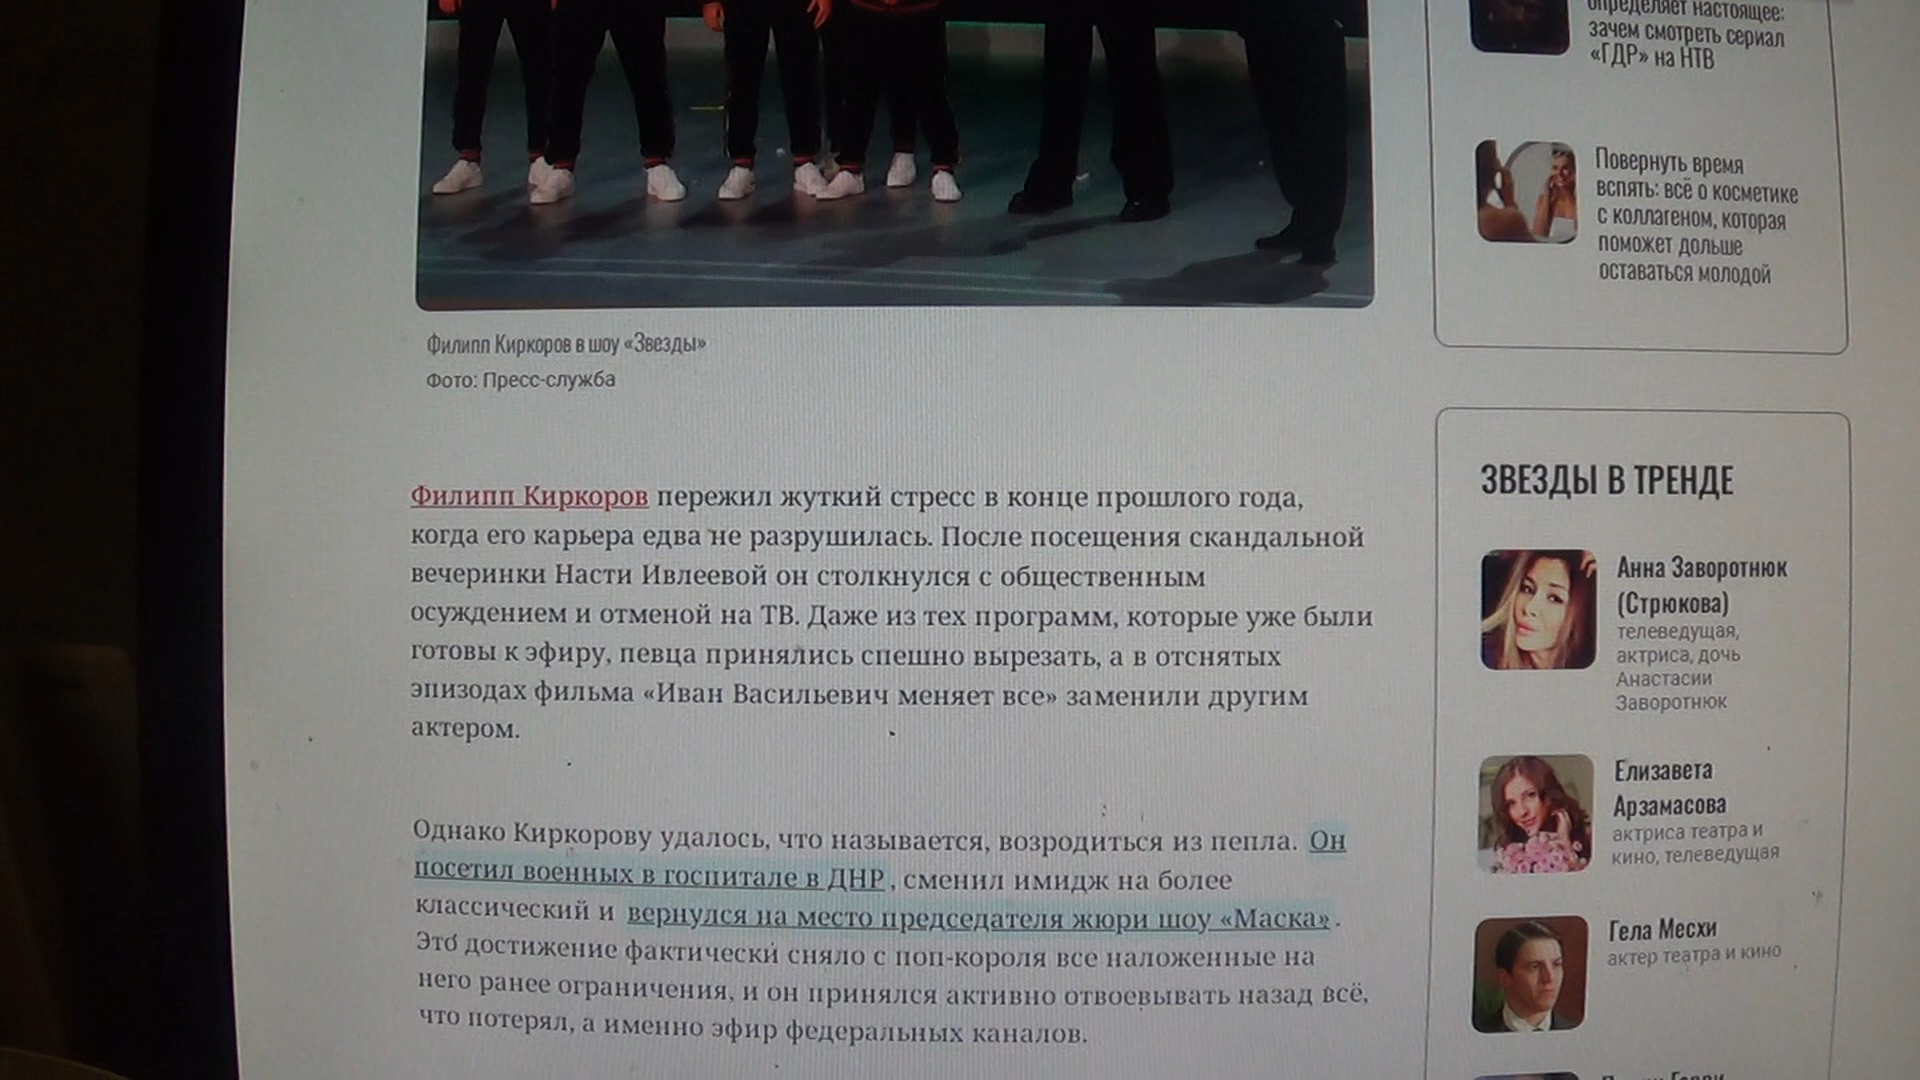 Филипп Киркоров в шоу «Звезды»
Фото: Пресс-служба
Филипп Киркоров пережил жуткий стресс в конце прошлого года,
когда его карьера едва не разрушилась. После посещения скандальной
вечеринки Насти Ивлеевой он столкнулся с общественным
осуждением и отменой на ТВ. Даже из тех программ, которые уже были
готовы к эфиру, певца принялись спешно вырезать, а в отснятых
эпизодах фильма «Иван Васильевич меняет все» заменили другим
актером.
Однако Киркорову удалось, что называется, возродиться из пепла. Он
посетил военных в госпитале в ДНР, сменил имидж на более
классический и вернулся на место председателя жюри шоу «Маска».
Это достижение фактически сняло с поп-короля все наложенные на
него ранее ограничения, и он принялся активно отвоевывать назад всё,
что потерял, а именно эфир федеральных каналов.
определяет настоящее:
зачем смотреть сериал
«ГДР» на НТВ
Повернуть время
вспять: всё о косметике
с коллагеном, которая
поможет дольше
оставаться молодой
ЗВЕЗДЫ В ТРЕНДЕ
Анна Заворотнюк
(Стрюкова)
телеведущая,
актриса, дочь
Анастасии
Заворотнюк
Елизавета
Арзамасова
актриса театра и
кино, телеведущая
Гела Месхи
актер театра и кино